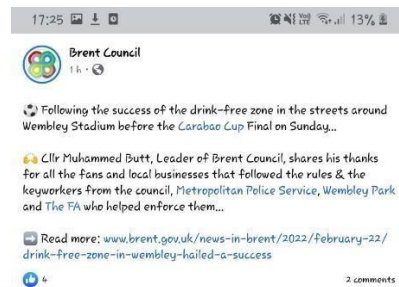 17:25 13%
Brent Council
1 h ·
Following the success of the drink-free zone in the streets around
Wembley Stadium before the Carabao Cup Final on Sunday...
Cllr Muhammed Butt, Leader of Brent Council, shares his thanks
for all the fans and local businesses that followed the rules & the
keyworkers from the council, Metropolitan Police Service, Wembley Park
and The FA who helped enforce them...
Read more: www.brent.gov.uk/news-in-brent/2022/february-22/
drink-free-zone-in-wembley-hailed-a-success
4 2 comments